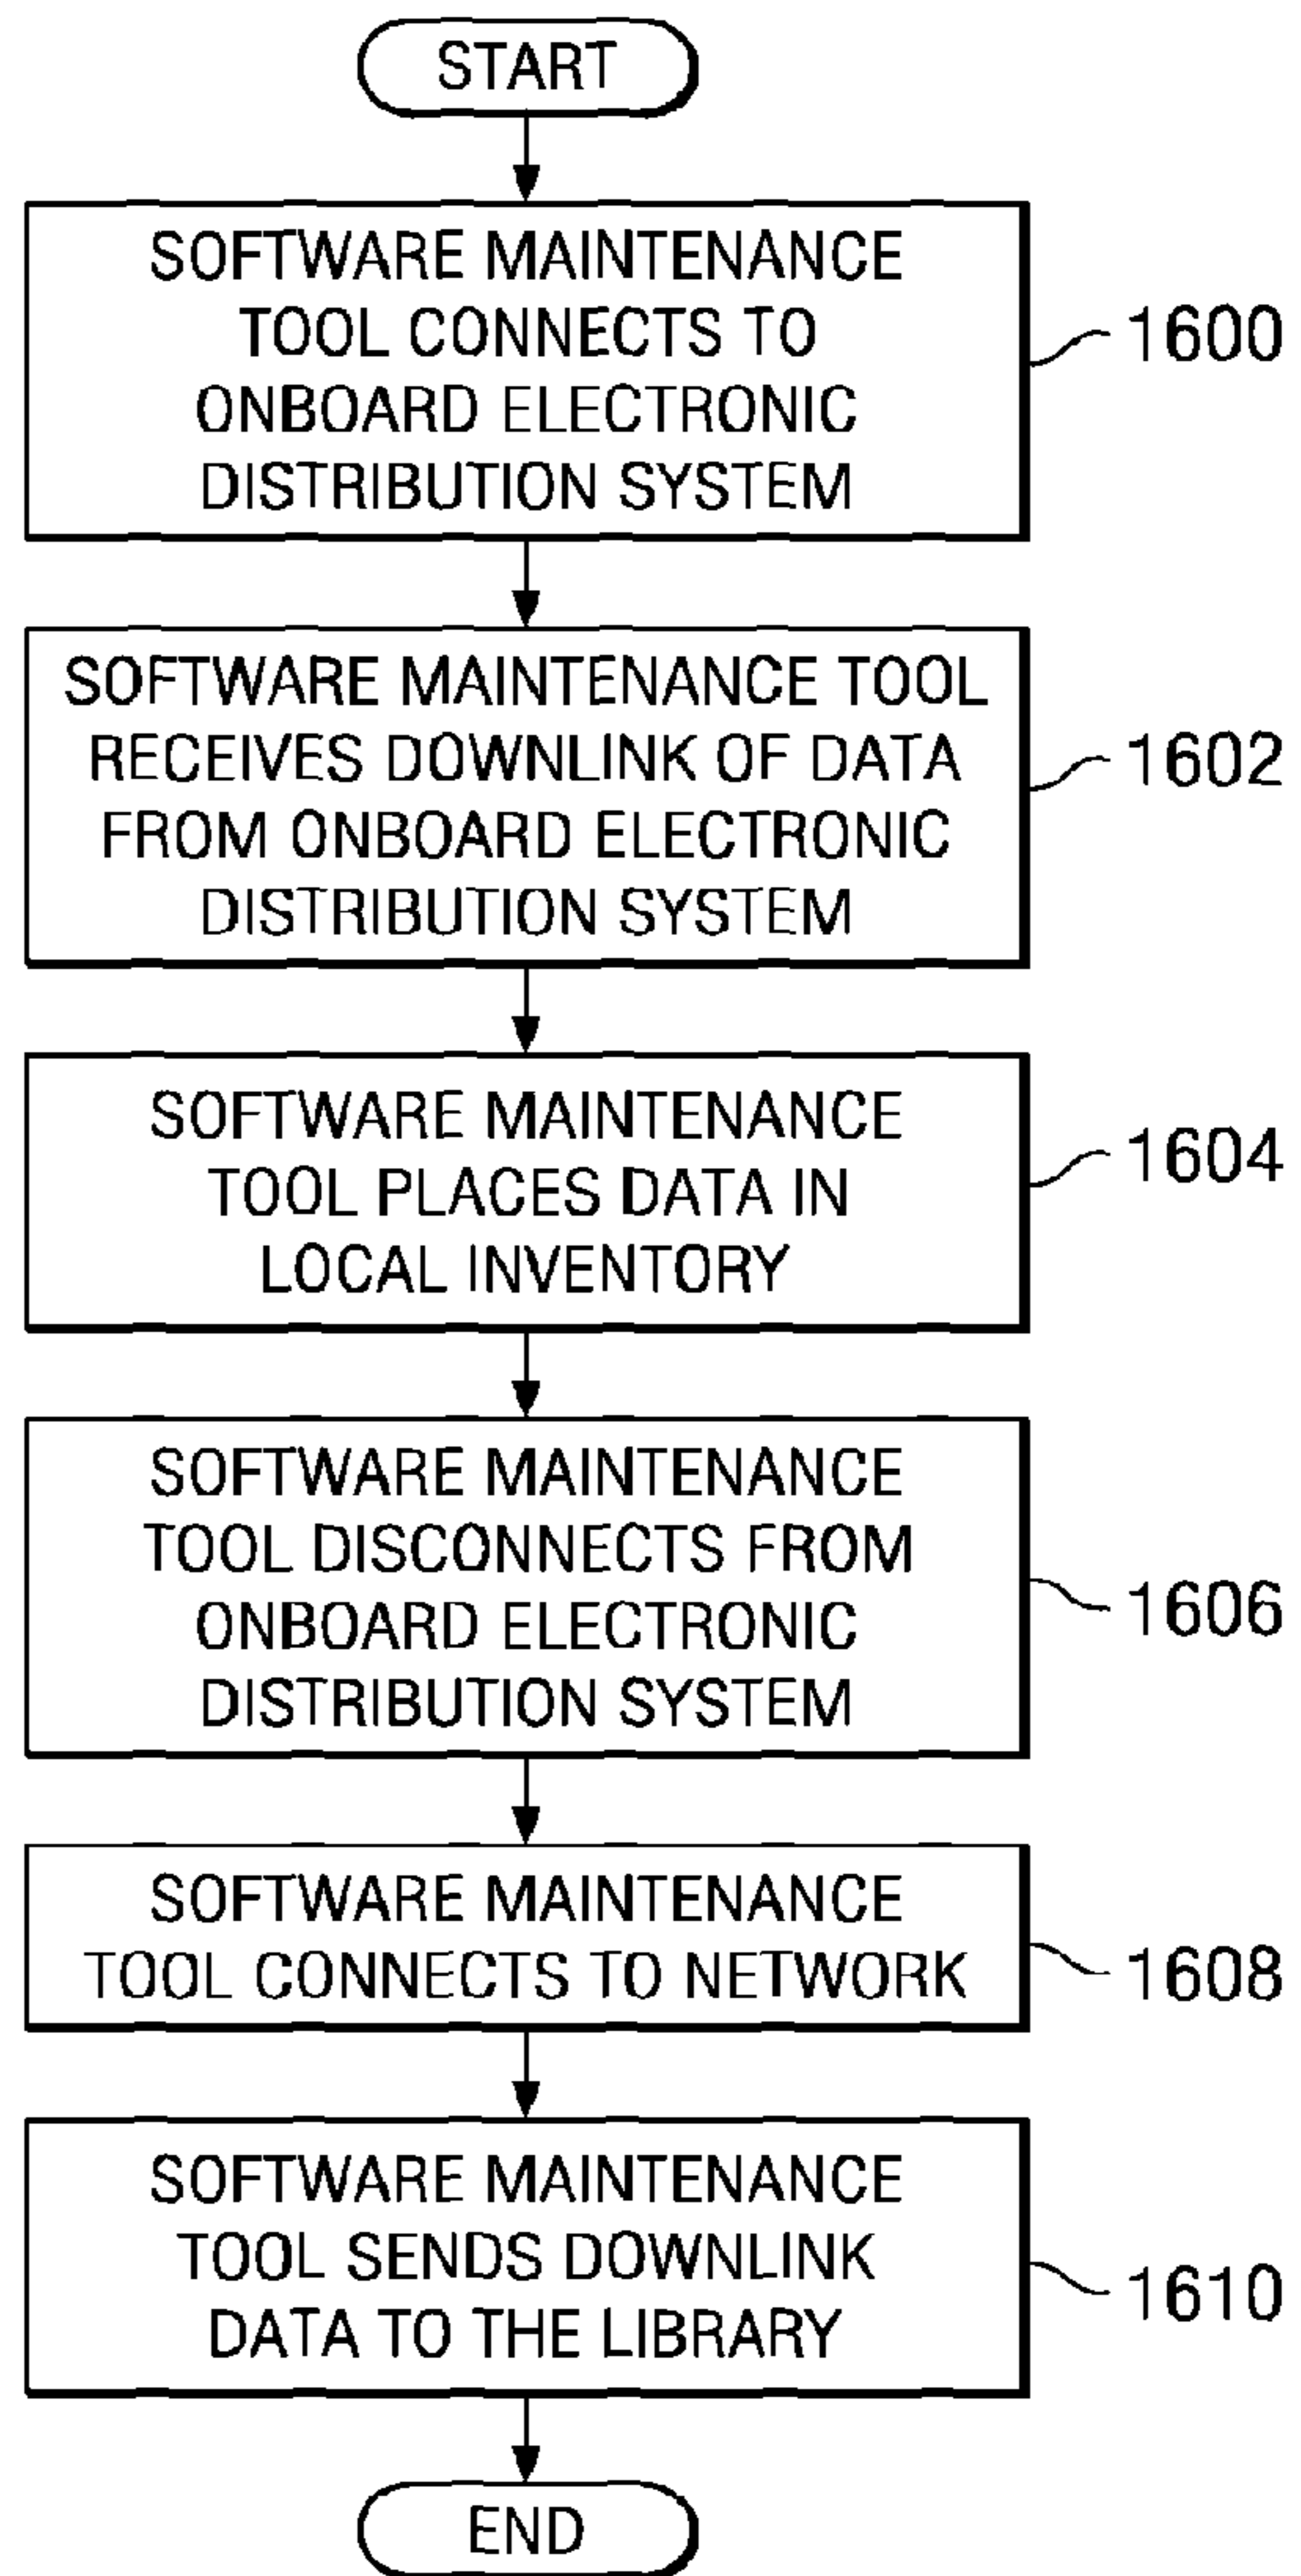 START
SOFTWARE MAINTENANCE
TOOL CONNECTS TO
ONBOARD ELECTRONIC
DISTRIBUTION SYSTEM
1600
SOFTWARE MAINTENANCE TOOL
RECEIVES DOWNLINK OF DATA
FROM ONBOARD ELECTRONIC
DISTRIBUTION SYSTEM
1602
SOFTWARE MAINTENANCE
TOOL PLACES DATA IN
LOCAL INVENTORY
1604
SOFTWARE MAINTENANCE
TOOL DISCONNECTS FROM
ONBOARD ELECTRONIC
DISTRIBUTION SYSTEM
1606
SOFTWARE MAINTENANCE
TOOL CONNECTS TO NETWORK
1608
SOFTWARE MAINTENANCE
TOOL SENDS DOWNLINK
DATA TO THE LIBRARY
1610
END